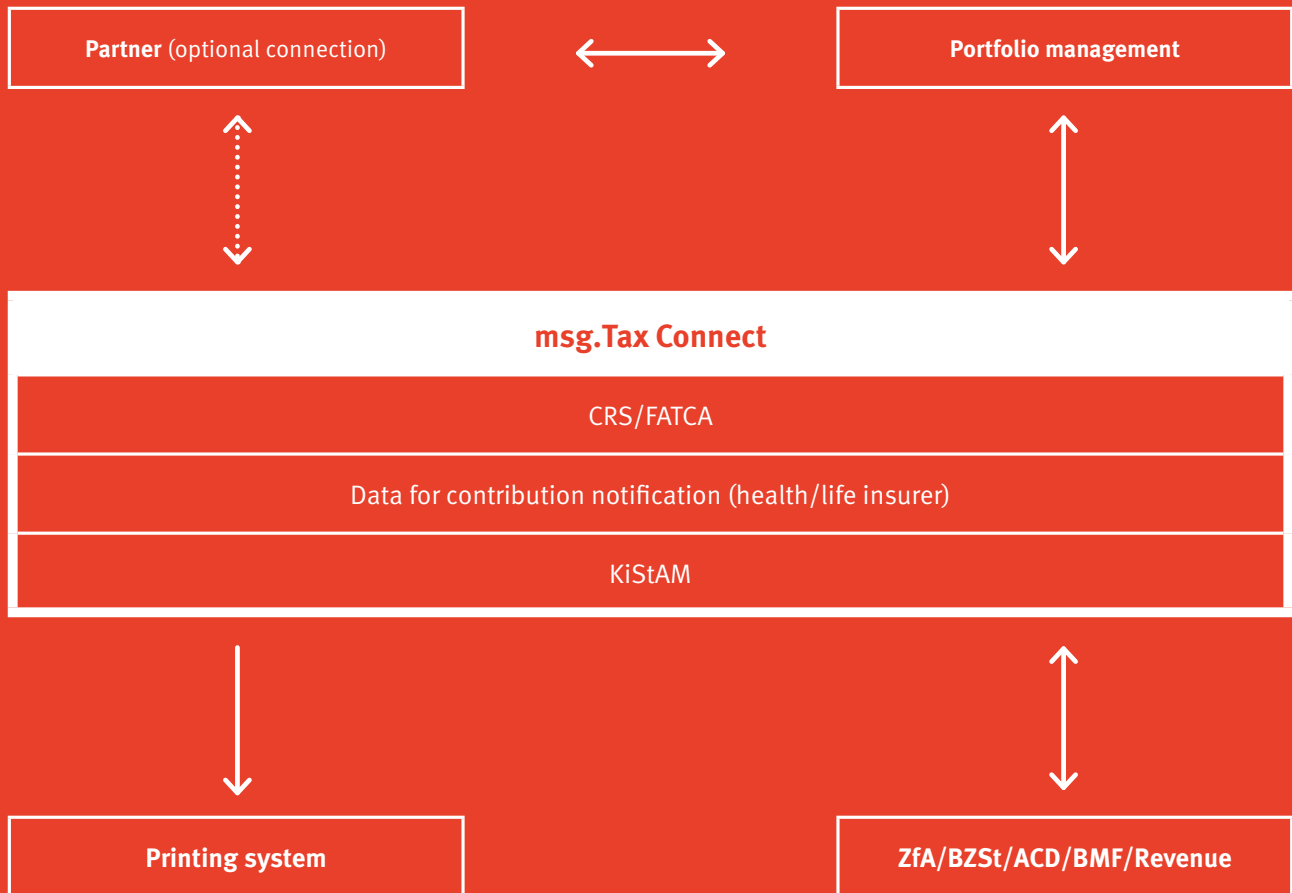 Partner (optional connection)
Portfolio management
msg.Tax Connect
CRS/FATCA
Data for contribution notification (health/life insurer)
KiStAM
Printing system
ZfA/BZSt/ACD/BMF/Revenue